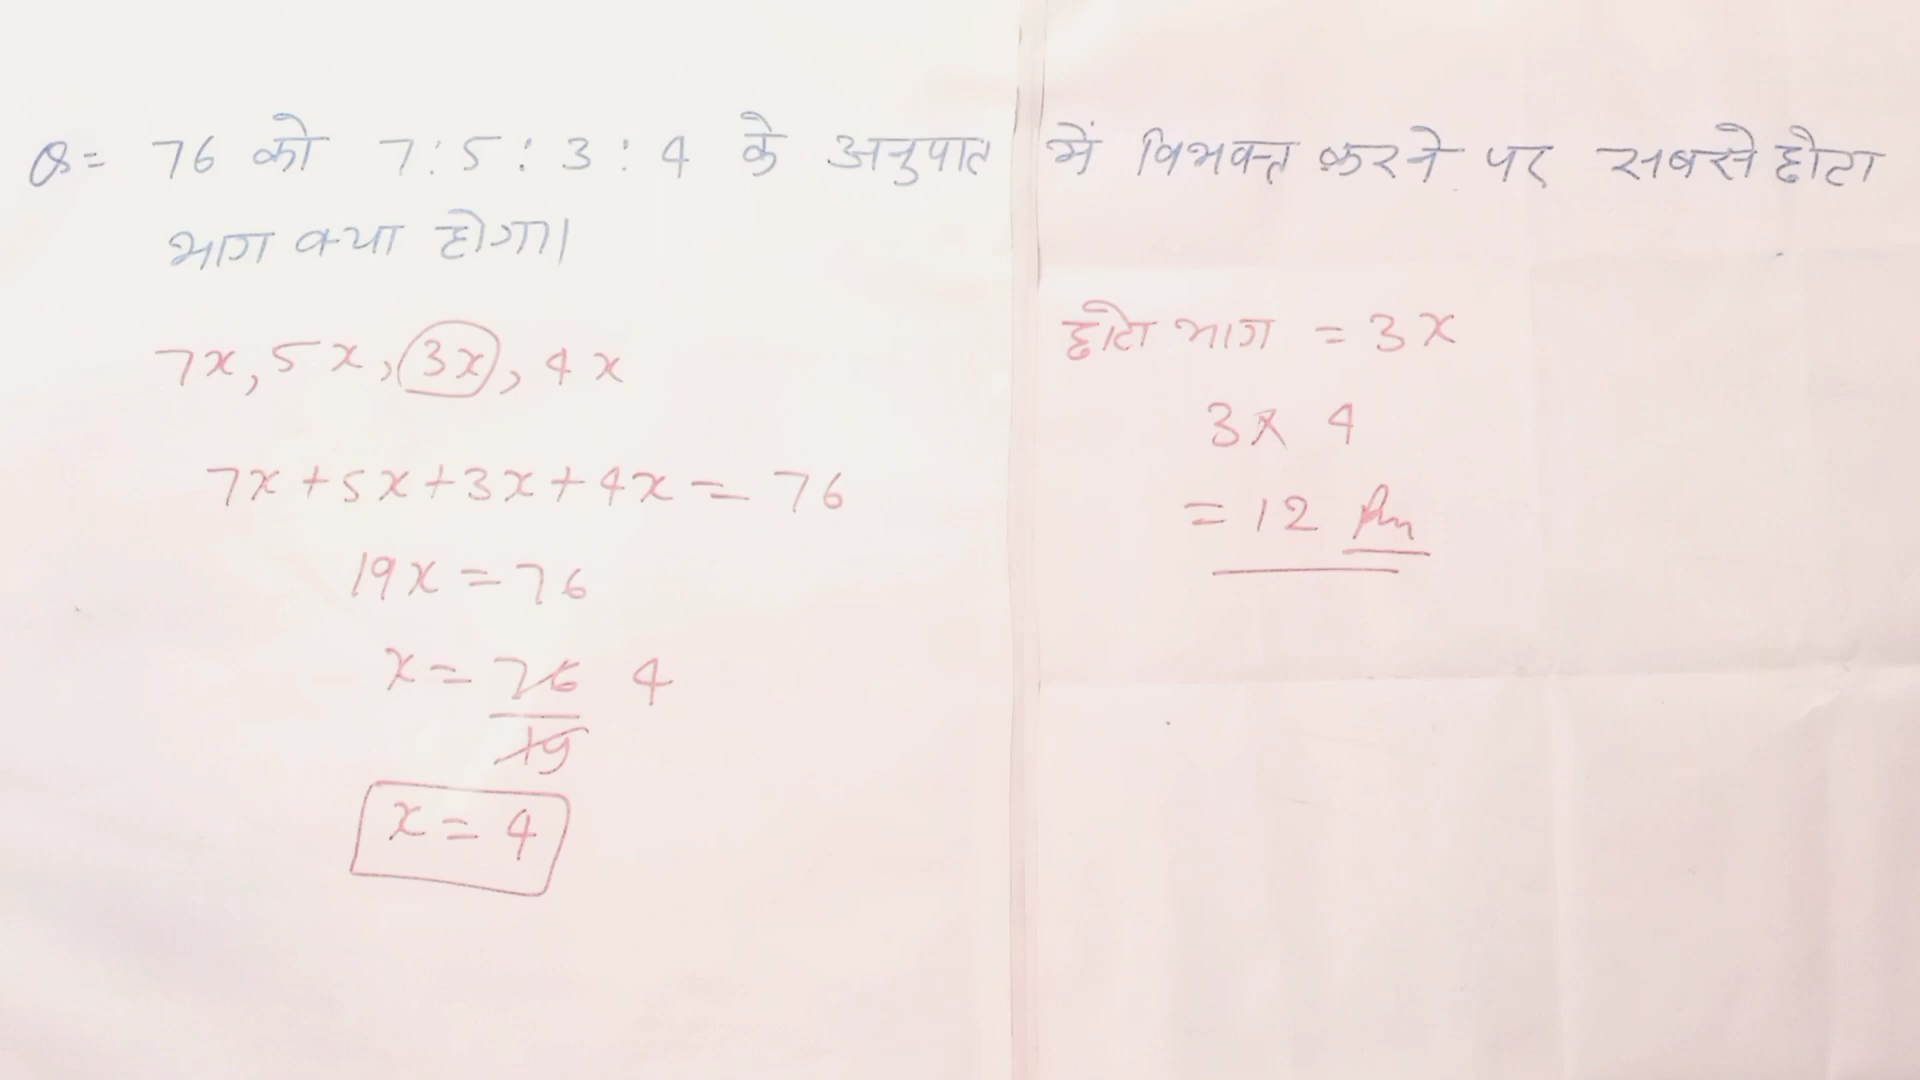 Q= 76 को 7:5:3:4 के अनुपात में विभक्त करने पर सबसे छोटा
भाग क्या होगा।
7x, 5x, 3x, 4x
7x+5x+3x+4x = 76
19x = 76
x = 76 4
19
x = 4
छोटा भाग = 3x
3x 4
= 12 Ans